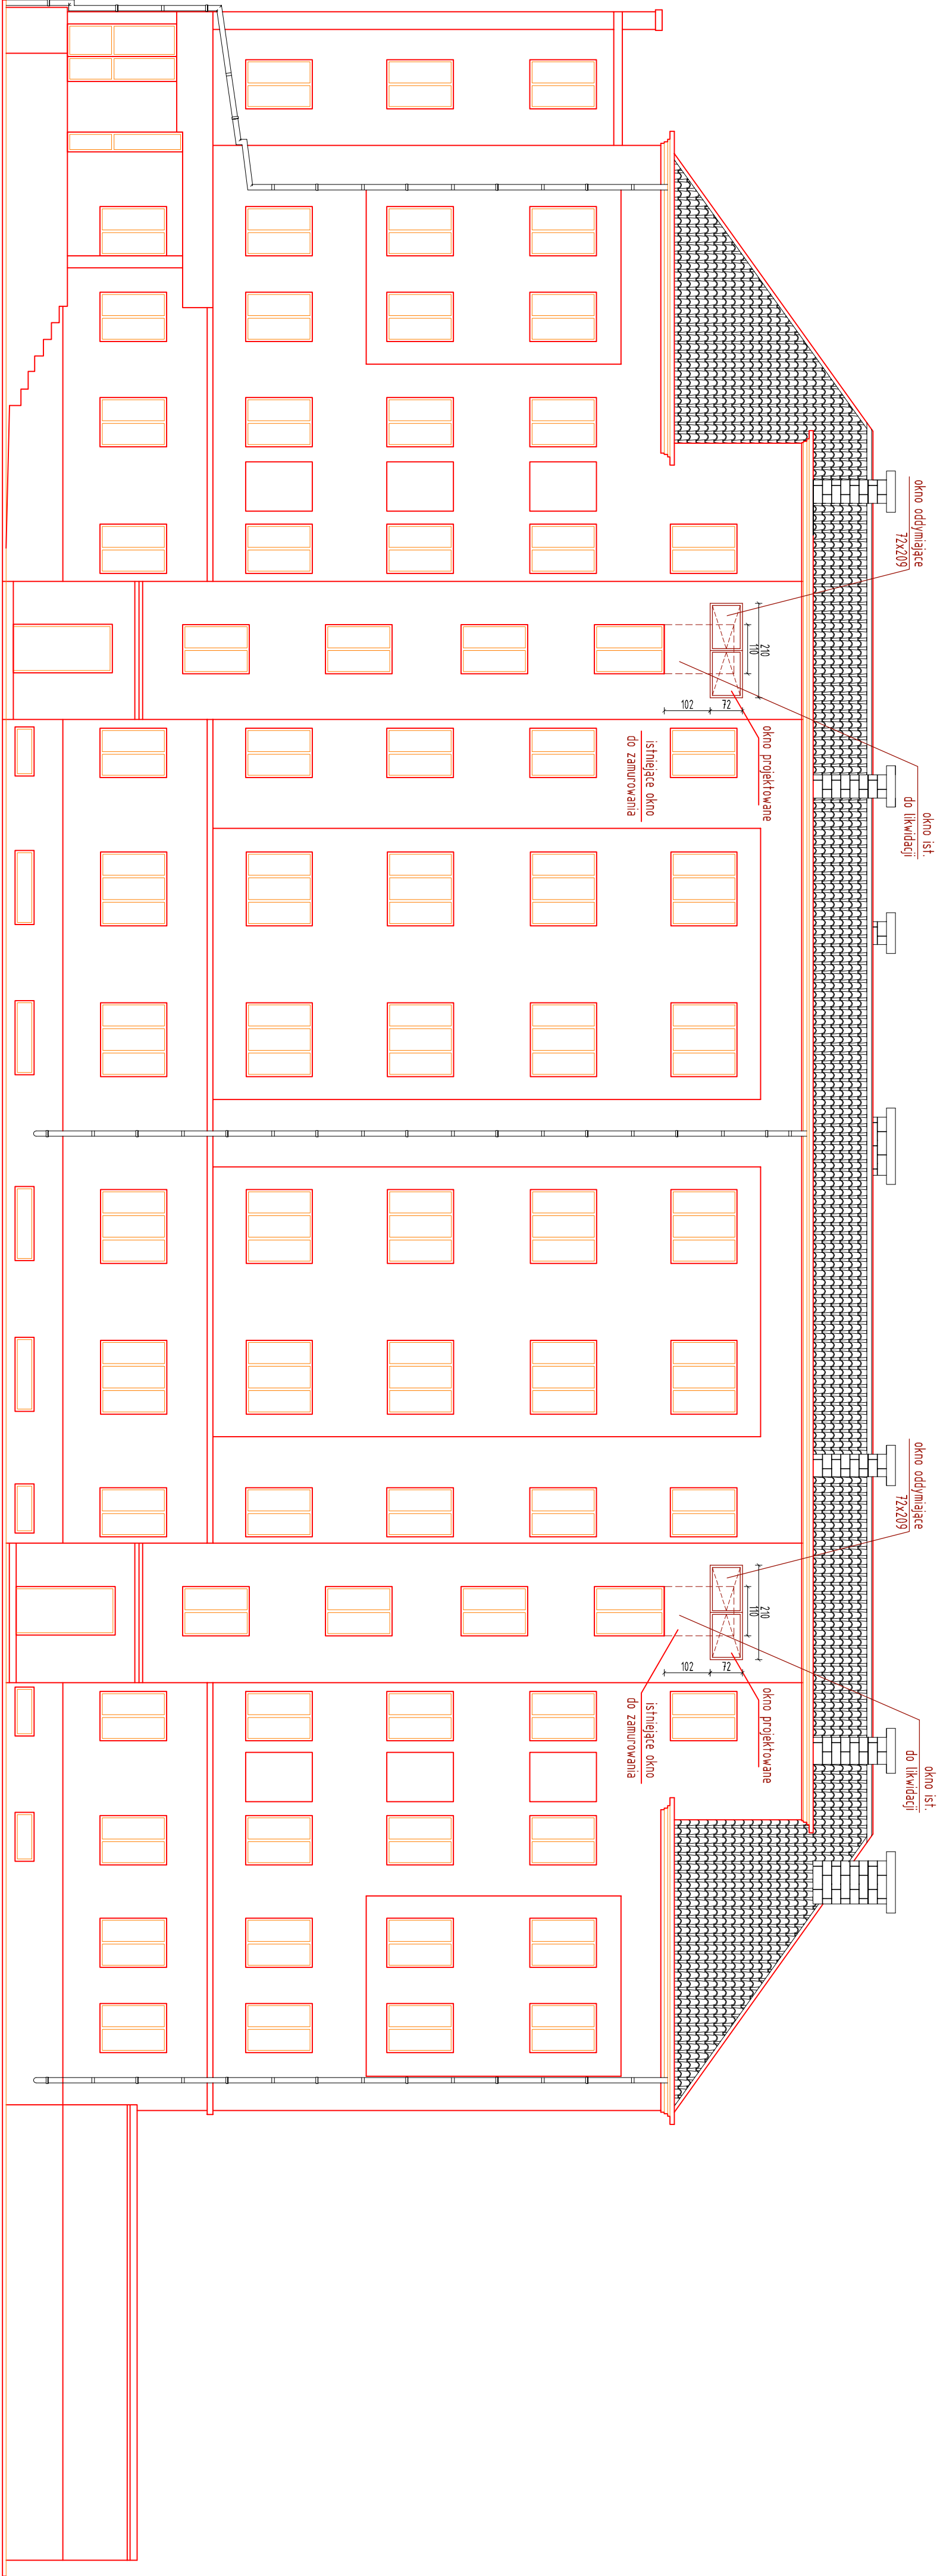 okno oddymiające
72x209
okno ist.
do likwidacji
210
110
72
102
okno projektowane
istniejące okno
do zamurowania
okno oddymiające
72x209
okno ist.
do likwidacji
210
110
72
102
okno projektowane
istniejące okno
do zamurowania